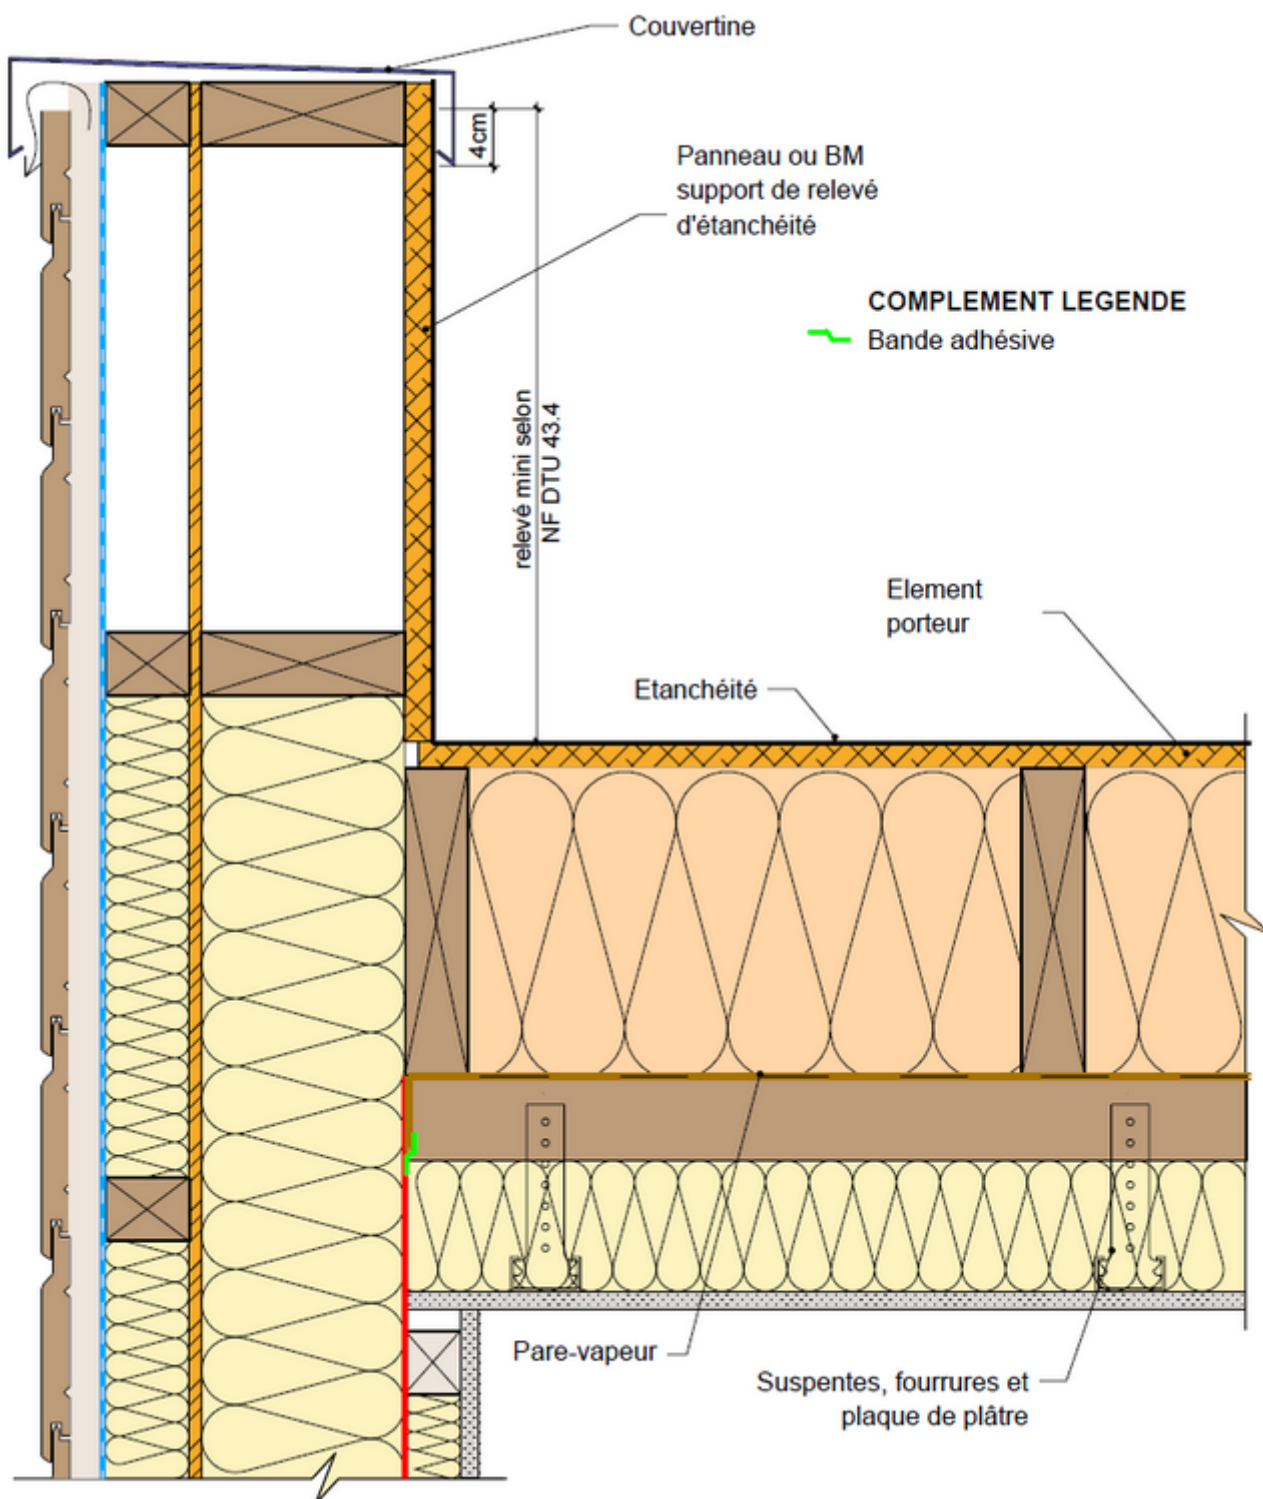 Couvertine
4cm
Panneau ou BM
support de relevé
d'étanchéité
COMPLEMENT LEGENDE
Bande adhésive
relevé mini selon
NF DTU 43.4
Element
porteur
Etanchéité
Pare-vapeur
Suspentes, fourrures et
plaque de plâtre